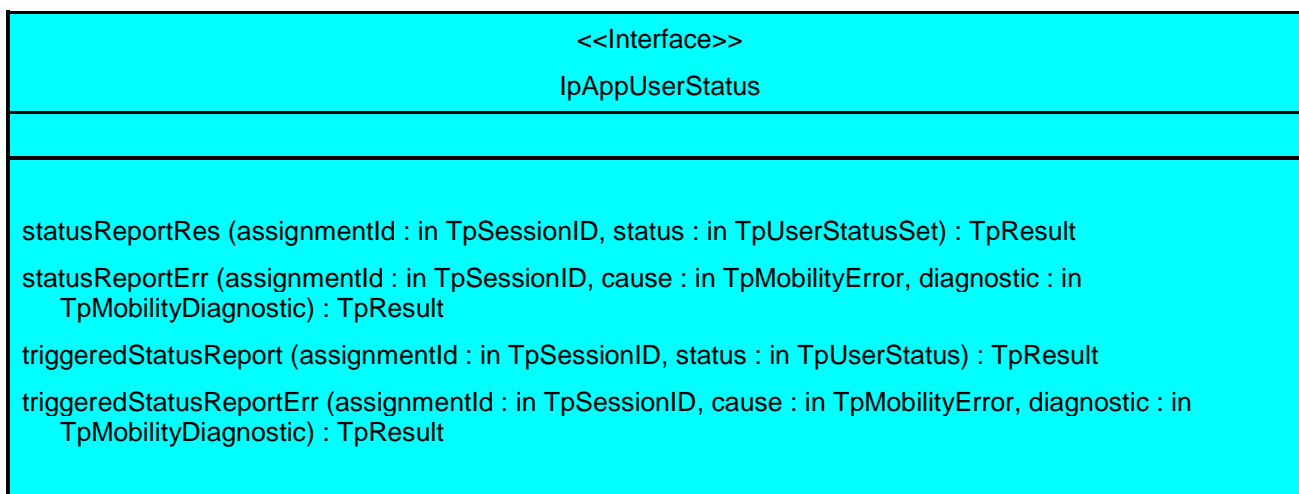 <<Interface>>
IpAppUserStatus
statusReportRes (assignmentId : in TpSessionID, status : in TpUserStatusSet) : TpResult
statusReportErr (assignmentId : in TpSessionID, cause : in TpMobilityError, diagnostic : in
TpMobilityDiagnostic) : TpResult
triggeredStatusReport (assignmentId : in TpSessionID, status : in TpUserStatus) : TpResult
triggeredStatusReportErr (assignmentId : in TpSessionID, cause : in TpMobilityError, diagnostic : in
TpMobilityDiagnostic) : TpResult